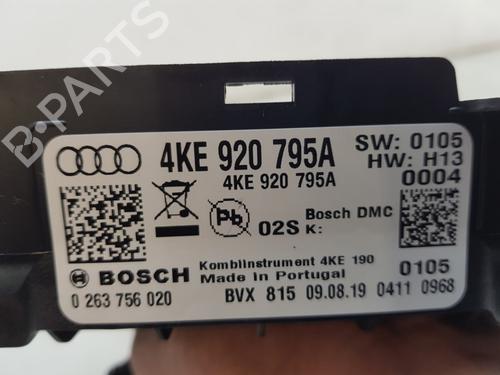 B-PARTS
4KE 920 795A
SW: 0105
HW: H13
4KE 920 795A
0004
Pb
02S
Bosch DMC
K:
BOSCH
Kombiinstrument 4KE 190
Made in Portugal
0105
0 263 756 020
BVX 815 09.08.19 0411 0968